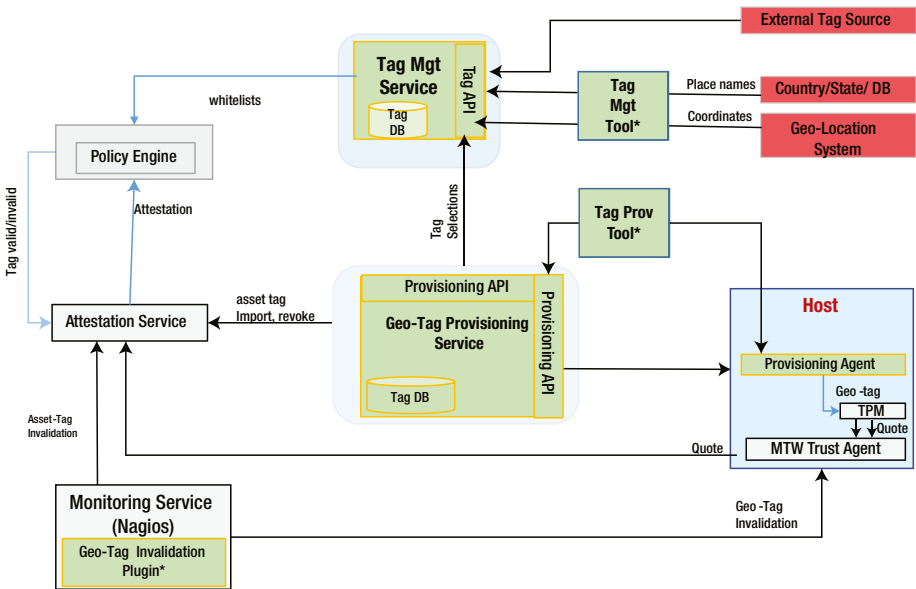 External Tag Source
Tag Mgt
Service
Tag API
Tag
DB
Tag
Mgt
Tool*
Place names
Country/State/ DB
Coordinates
Geo-Location
System
whitelists
Policy Engine
Attestation
Tag valid/invalid
Tag
Selections
Tag Prov
Tool*
Provisioning API
Provisioning API
Geo-Tag Provisioning
Service
Tag DB
asset tag
Import, revoke
Attestation Service
Host
Provisioning Agent
Geo -tag
TPM
Quote
MTW Trust Agent
Asset-Tag
Invalidation
Quote
Monitoring Service
(Nagios)
Geo-Tag Invalidation
Plugin*
Geo -Tag
Invalidation